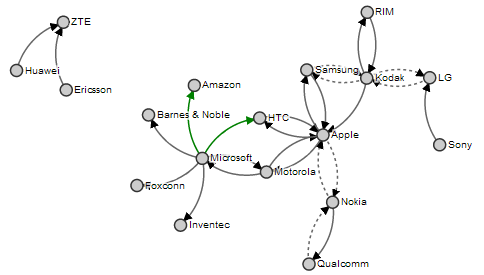 RIM
ZTE
Samsung
Kodak
LG
Huawei
Ericsson
Amazon
Barnes & Noble
HTC
Apple
Sony
Microsoft
Motorola
Foxconn
Nokia
Inventec
Qualcomm